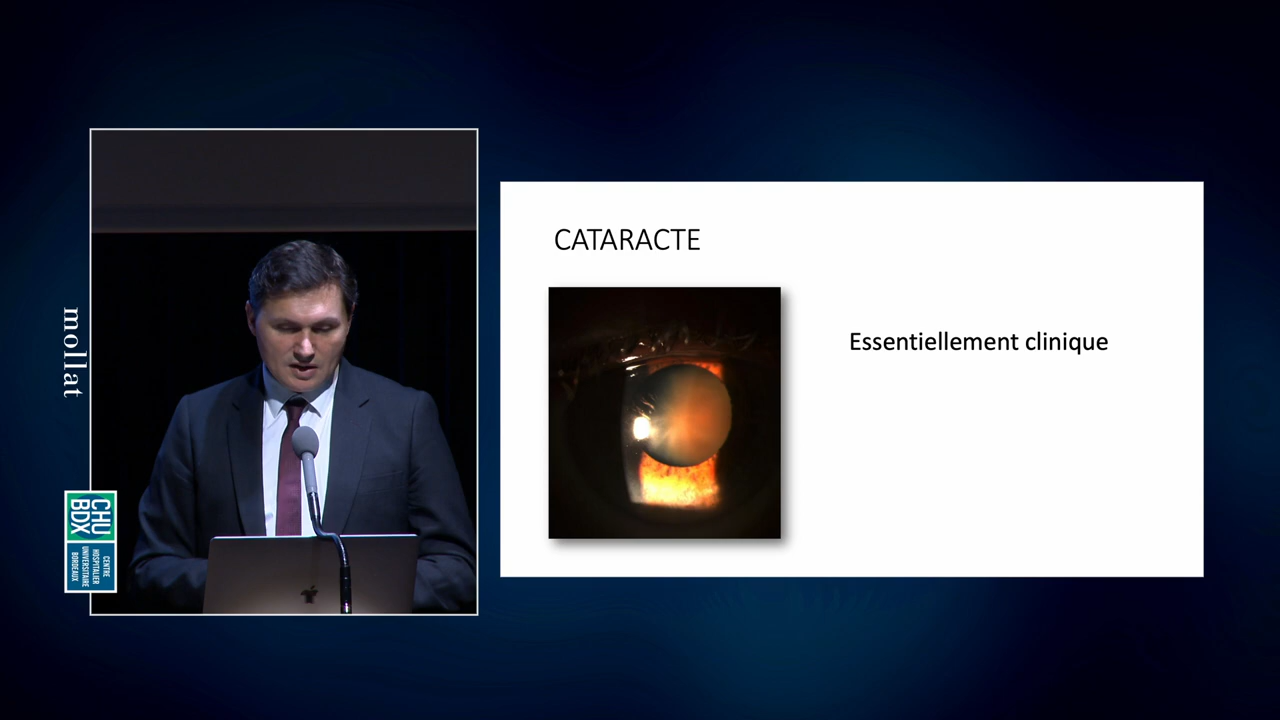 mollat
CHU
BDX
CENTRE
HOSPITALIER
UNIVERSITAIRE
BORDEAUX
CATARACTE
Essentiellement clinique